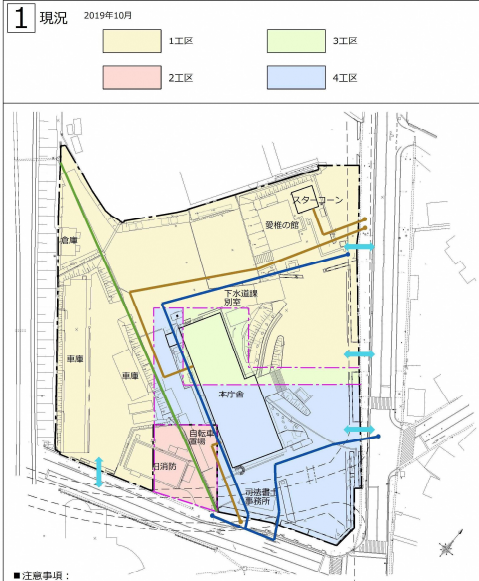 1 現況 2019年10月
1工区
3工区
2工区
4工区
スターコーン
愛椎の館
倉庫
下水道課
別室
車庫
車庫
本庁舎
自転車
置場
旧消防
司法書士
事務所
■注意事項：